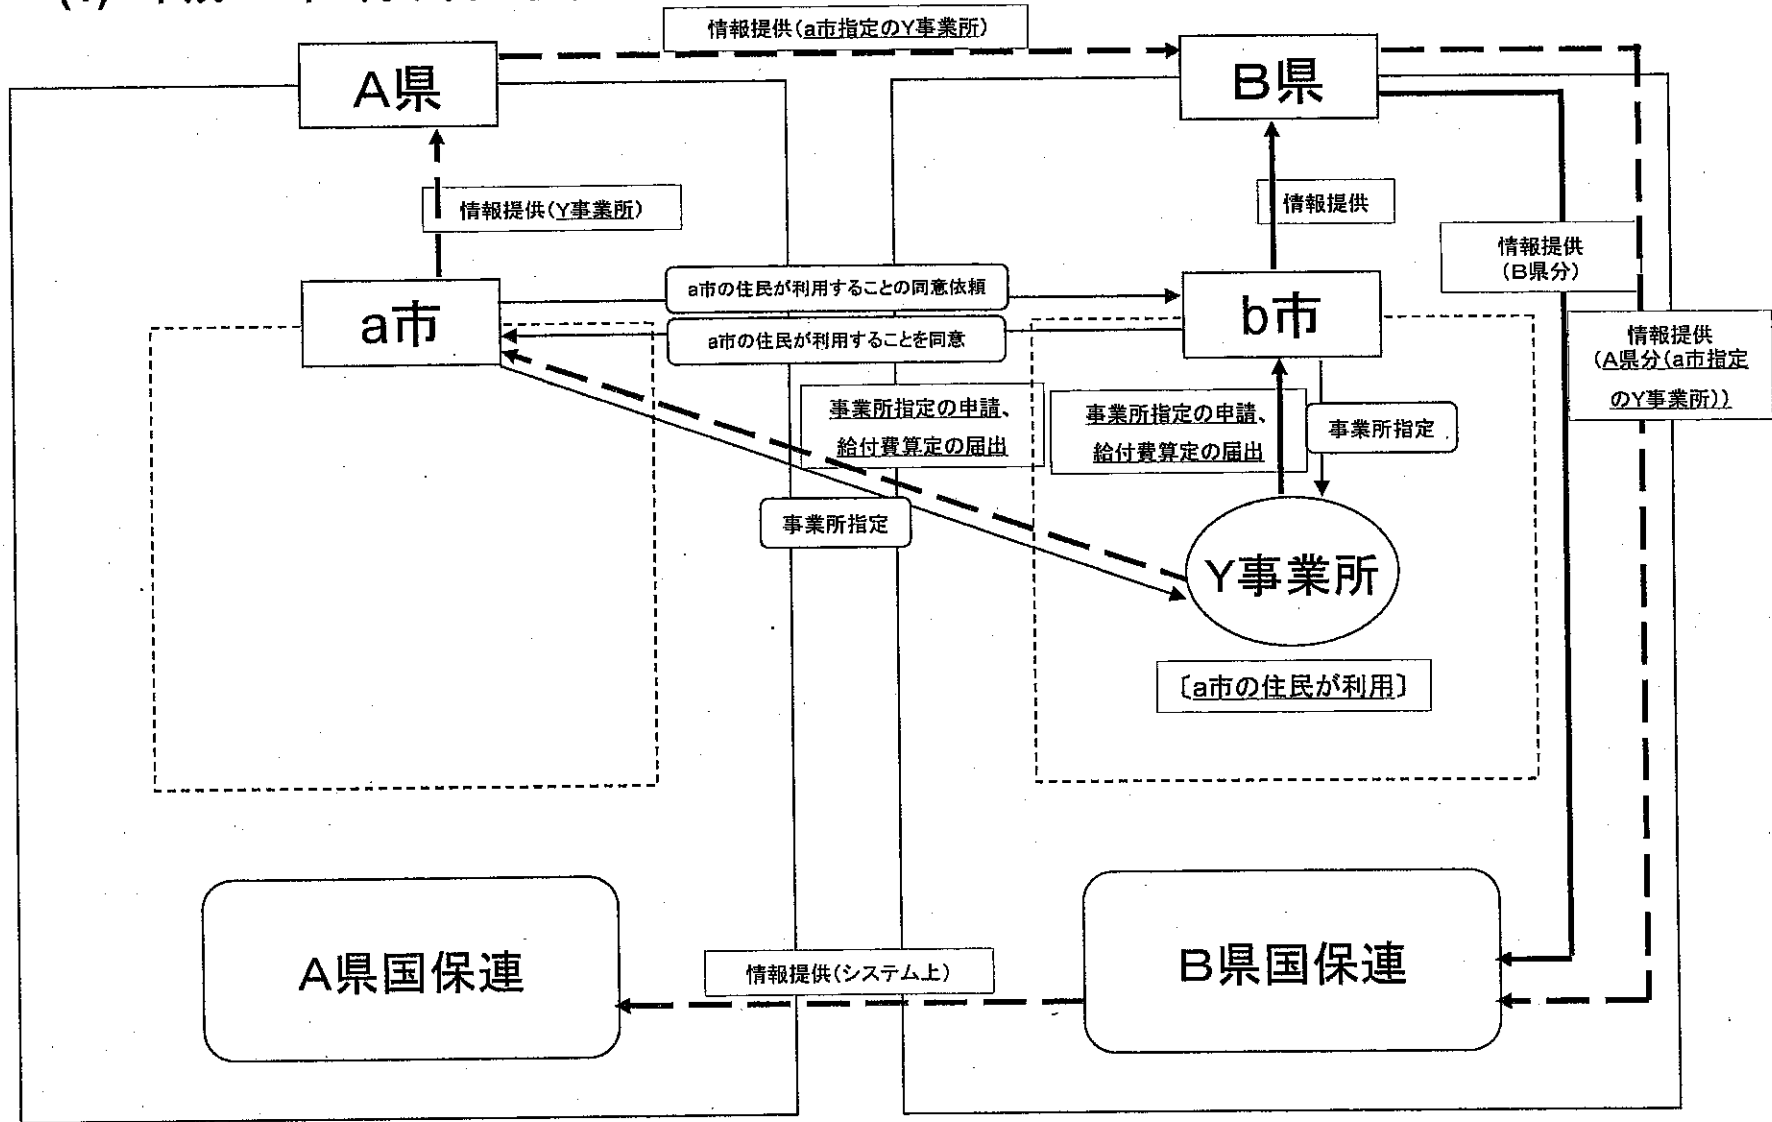 情報提供(a市指定のY事業所)
A県
B県
情報提供(Y事業所)
情報提供
情報提供
(B県分)
a市の住民が利用することの同意依頼
a市
b市
a市の住民が利用することを同意
情報提供
(A県分(a市指定
のY事業所))
事業所指定の申請、
給付費算定の届出
事業所指定の申請、
給付費算定の届出
事業所指定
事業所指定
Y事業所
〔a市の住民が利用〕
A県国保連
情報提供(システム上)
B県国保連